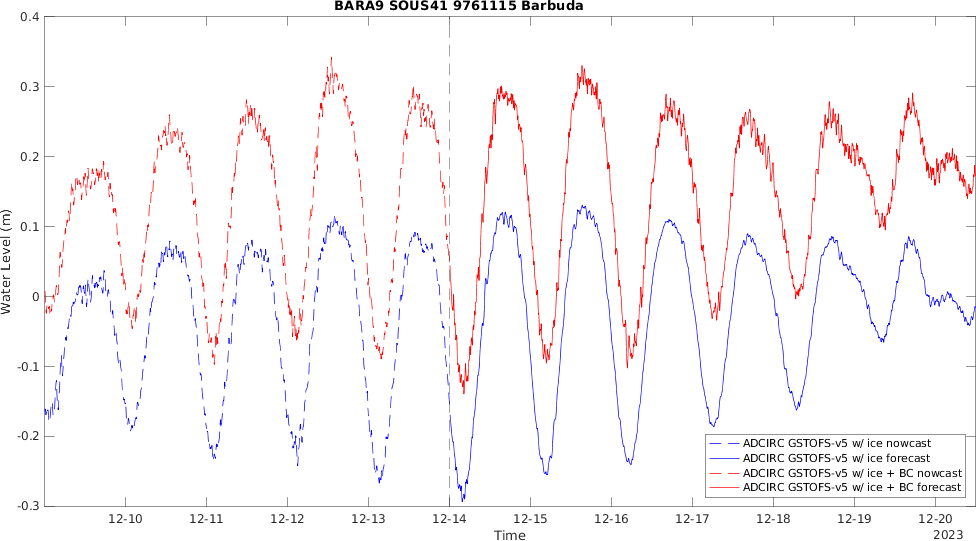 BARA9 SOUS41 9761115 Barbuda
0.4
0.3
0.2
0.1
0
-0.1
-0.2
-0.3
Water Level (m)
ADCIRC GSTOFS-v5 w/ ice nowcast
ADCIRC GSTOFS-v5 w/ ice forecast
ADCIRC GSTOFS-v5 w/ ice + BC nowcast
ADCIRC GSTOFS-v5 w/ ice + BC forecast
12-10 12-11 12-12 12-13 12-14 12-15 12-16 12-17 12-18 12-19 12-20
Time
2023